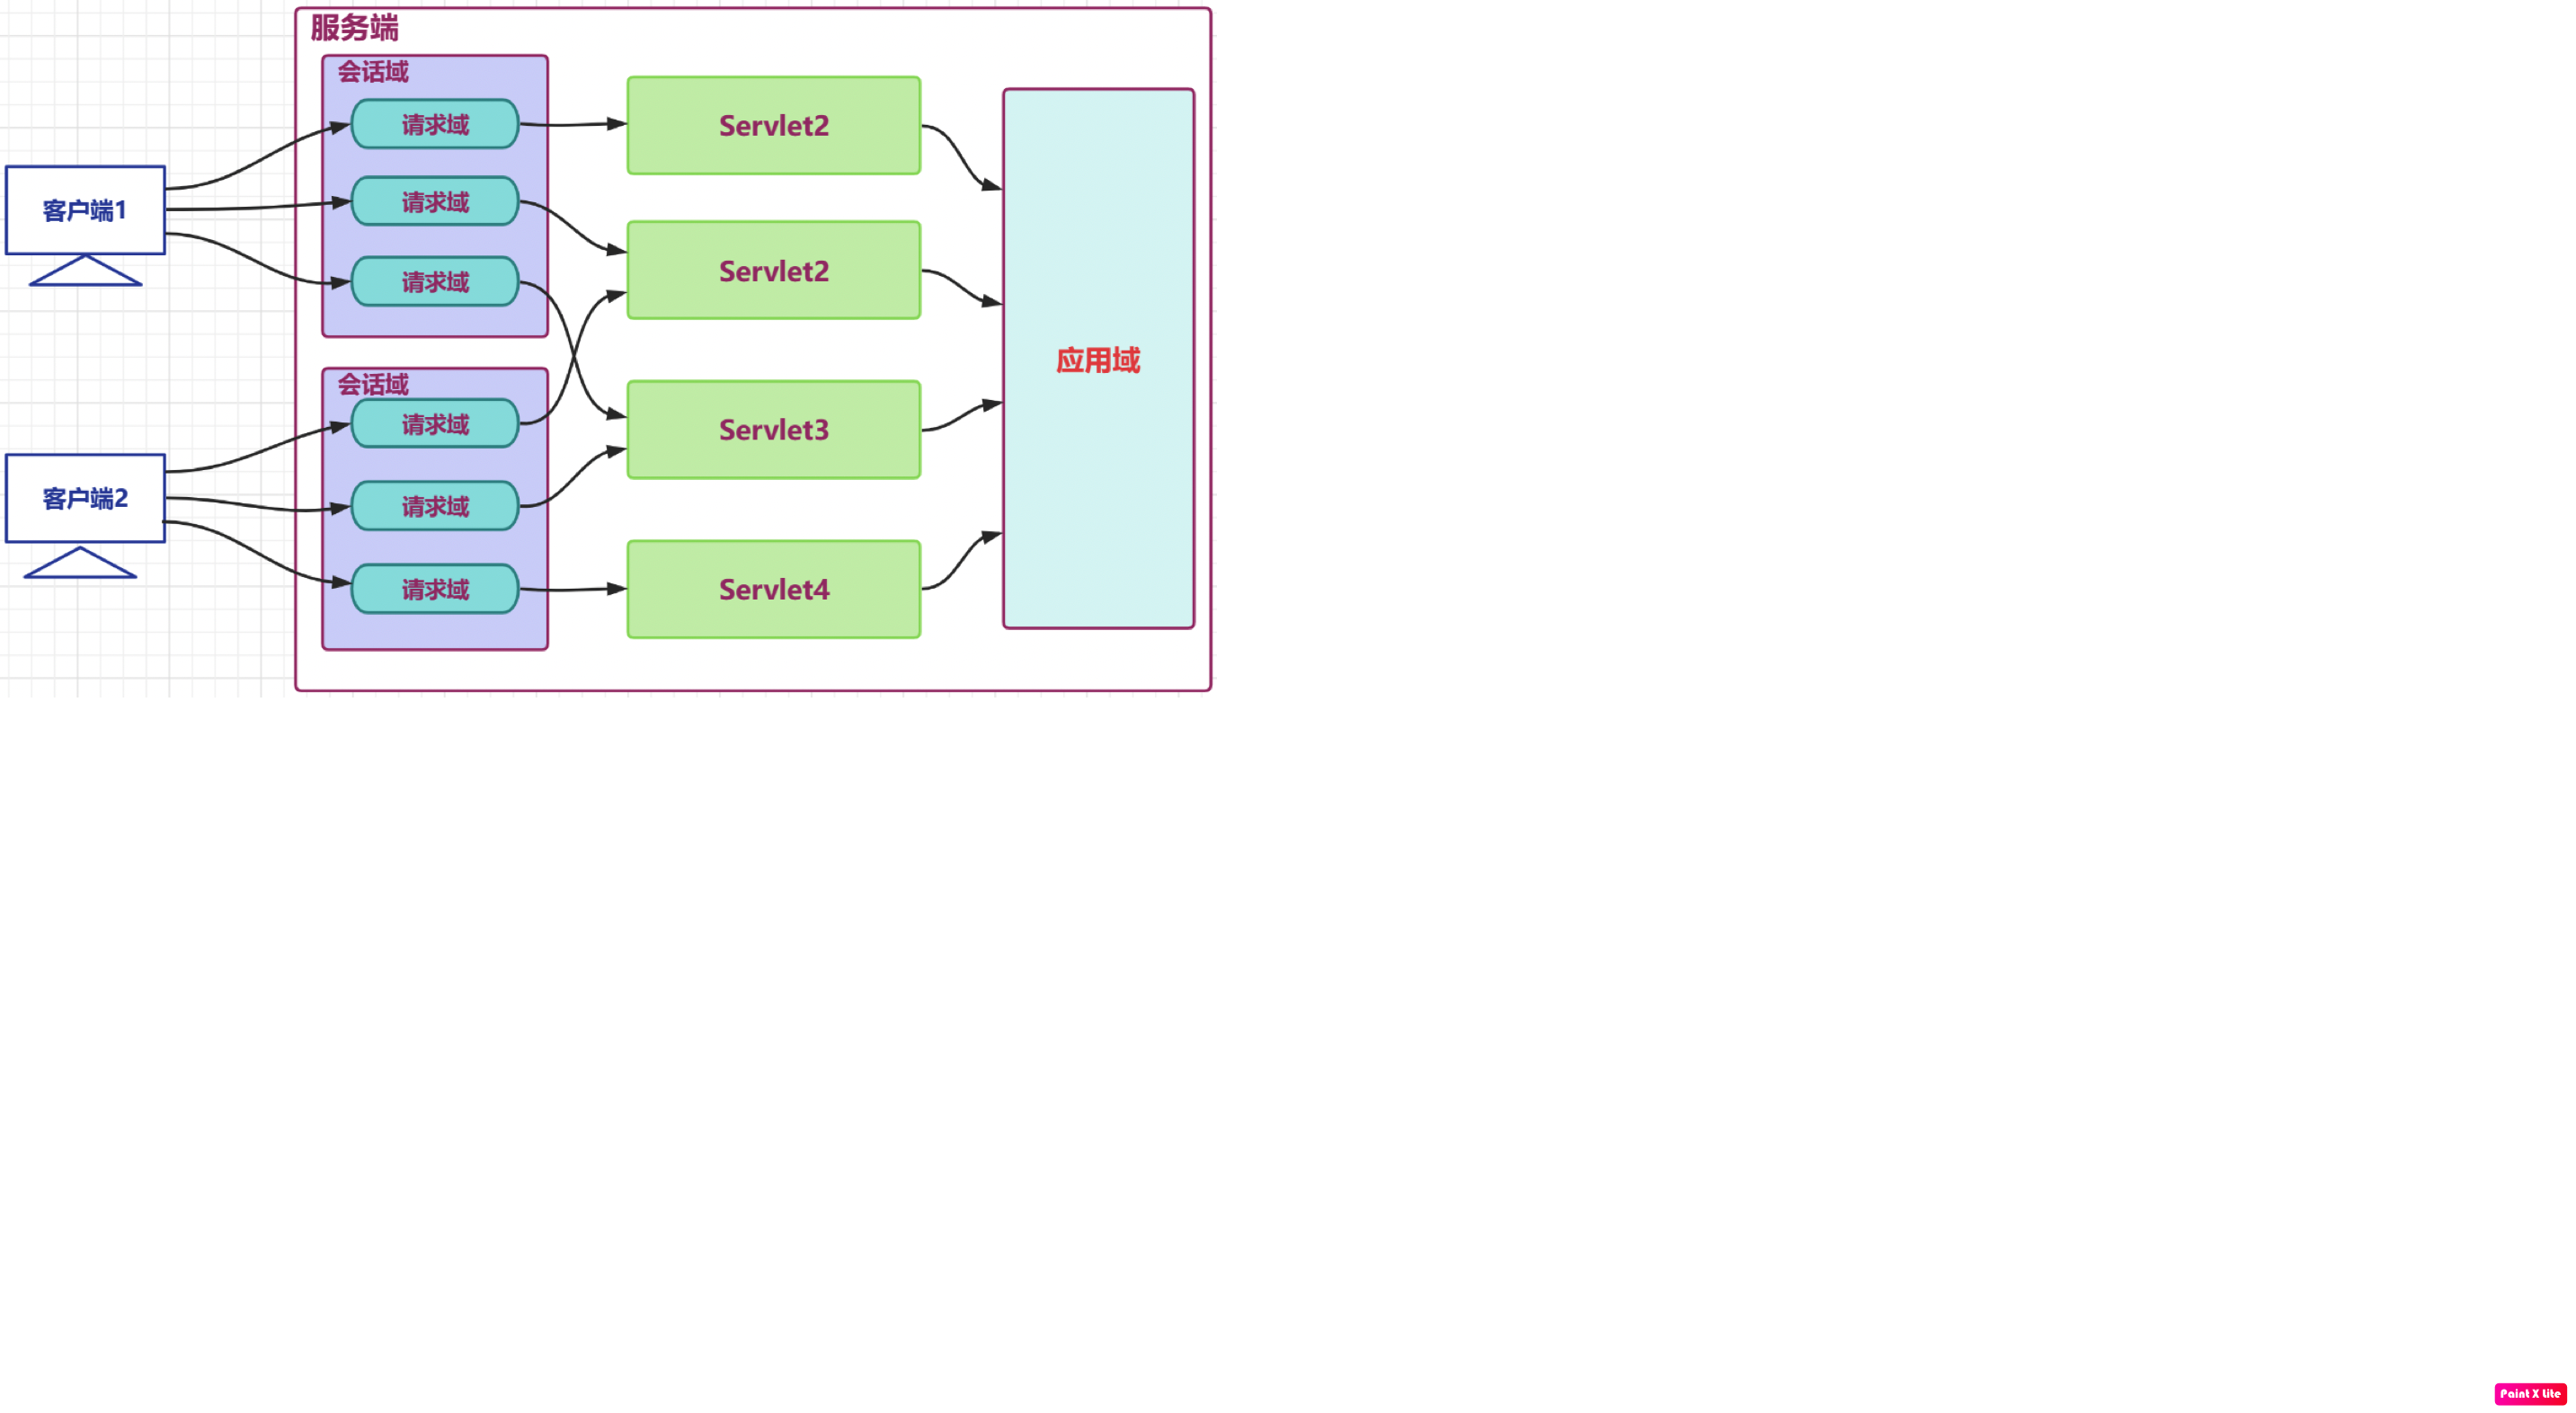 服务端
会话域
请求域
请求域
请求域
客户端1
会话域
请求域
请求域
请求域
客户端2
Servlet2
Servlet2
Servlet3
Servlet4
应用域
Paint X Lite